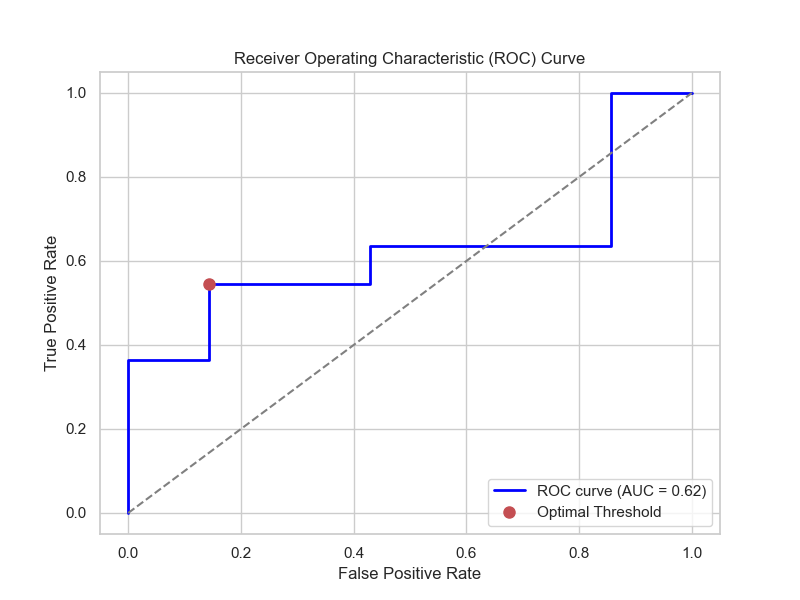 Receiver Operating Characteristic (ROC) Curve
True Positive Rate
1.0
0.8
0.6
0.4
0.2
0.0
0.0 0.2 0.4 0.6 0.8 1.0
False Positive Rate
ROC curve (AUC = 0.62)
Optimal Threshold